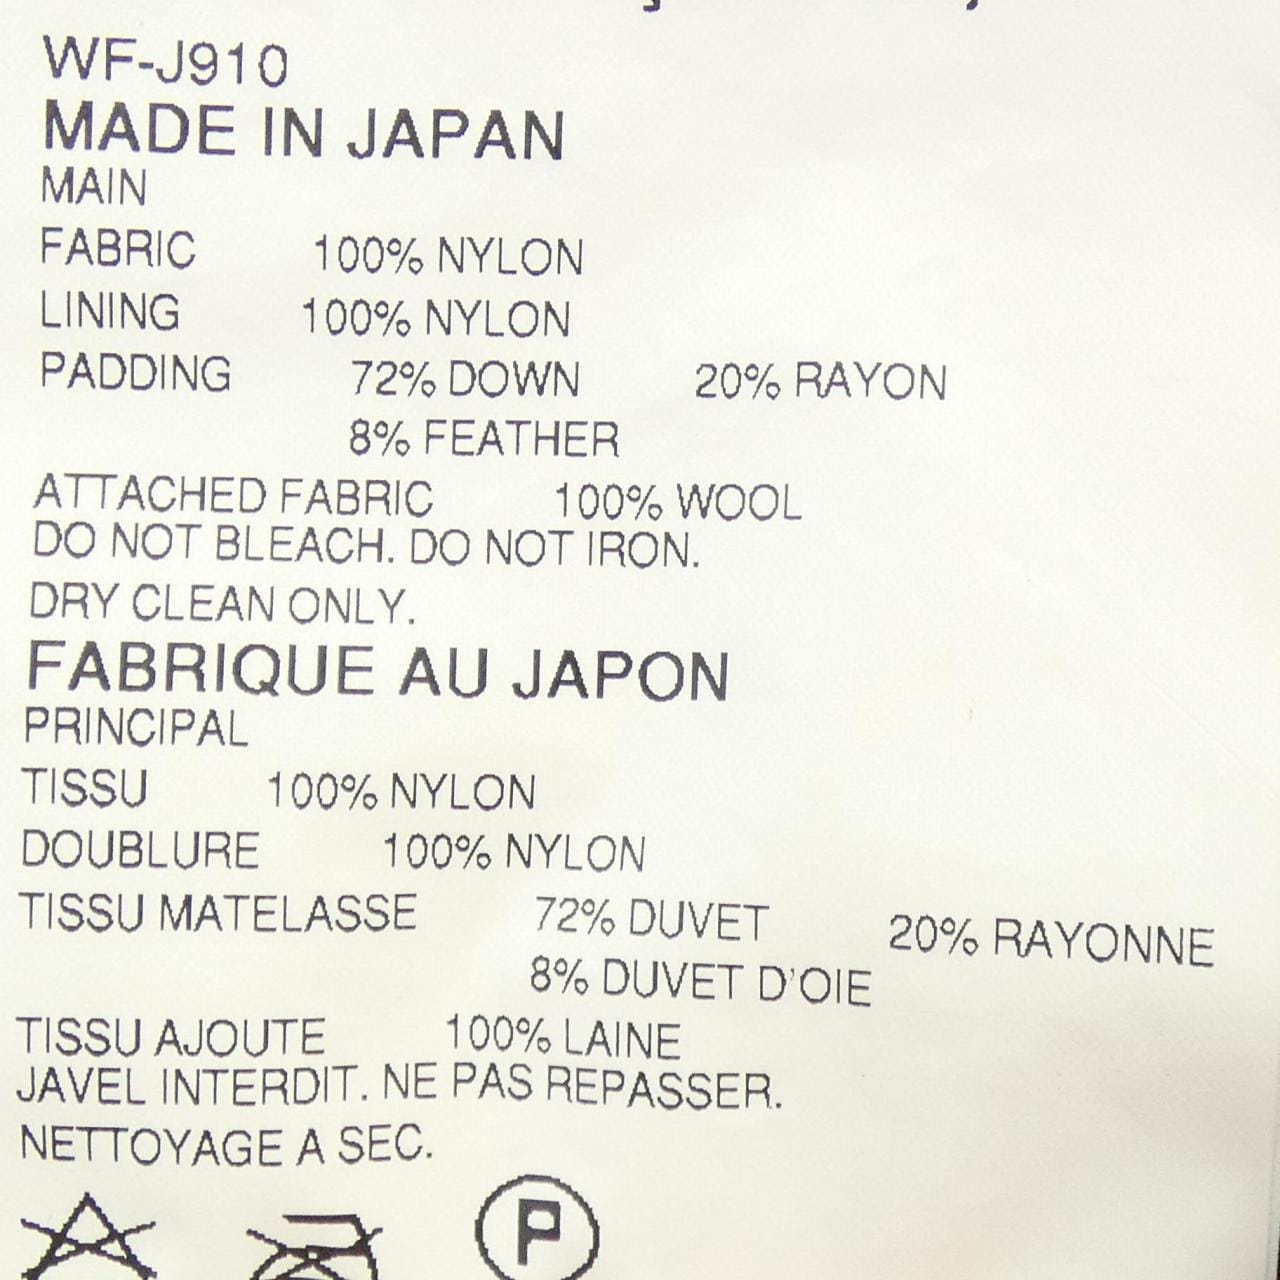 WF-J910
MADE IN JAPAN
MAIN
FABRIC 100% NYLON
LINING 100% NYLON
PADDING 72% DOWN 20% RAYON
8% FEATHER
ATTACHED FABRIC 100% WOOL
DO NOT BLEACH. DO NOT IRON.
DRY CLEAN ONLY.
FABRIQUE AU JAPON
PRINCIPAL
TISSU 100% NYLON
DOUBLURE 100% NYLON
TISSU MATELASSE 72% DUVET 20% RAYONNE
8% DUVET D'OIE
TISSU AJOUTE 100% LAINE
JAVEL INTERDIT. NE PAS REPASSER.
NETTOYAGE A SEC.
P